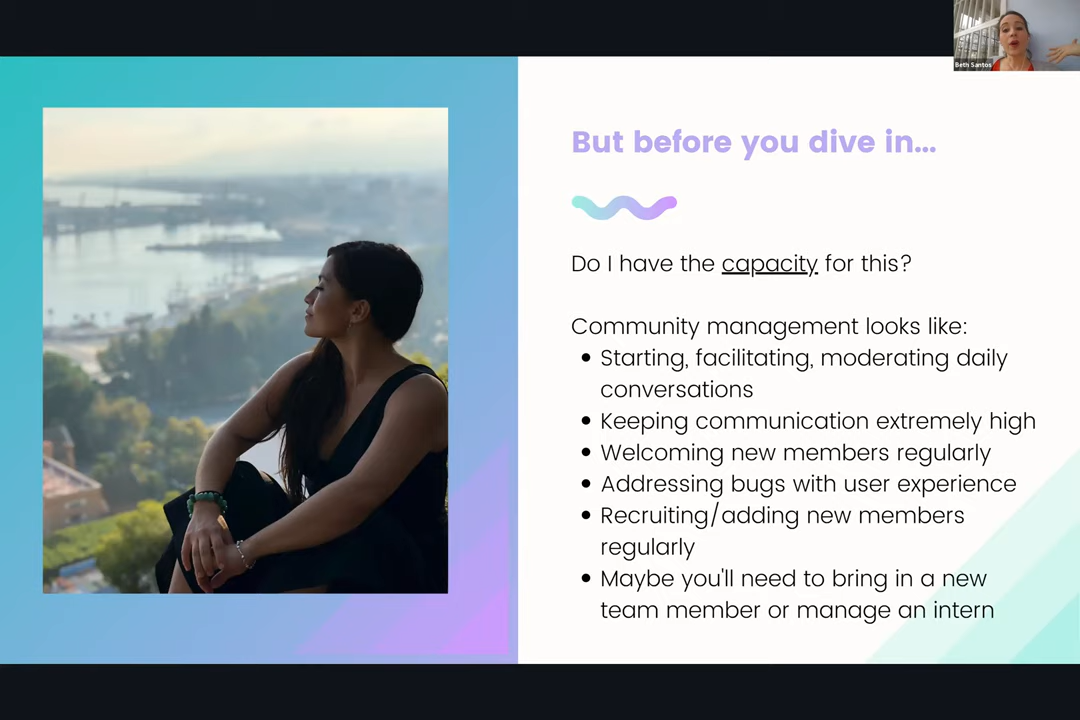 Beth Santos
But before you dive in...
Do I have the capacity for this?
Community management looks like:
• Starting, facilitating, moderating daily
conversations
• Keeping communication extremely high
• Welcoming new members regularly
• Addressing bugs with user experience
• Recruiting/adding new members
regularly
• Maybe you'll need to bring in a new
team member or manage an intern